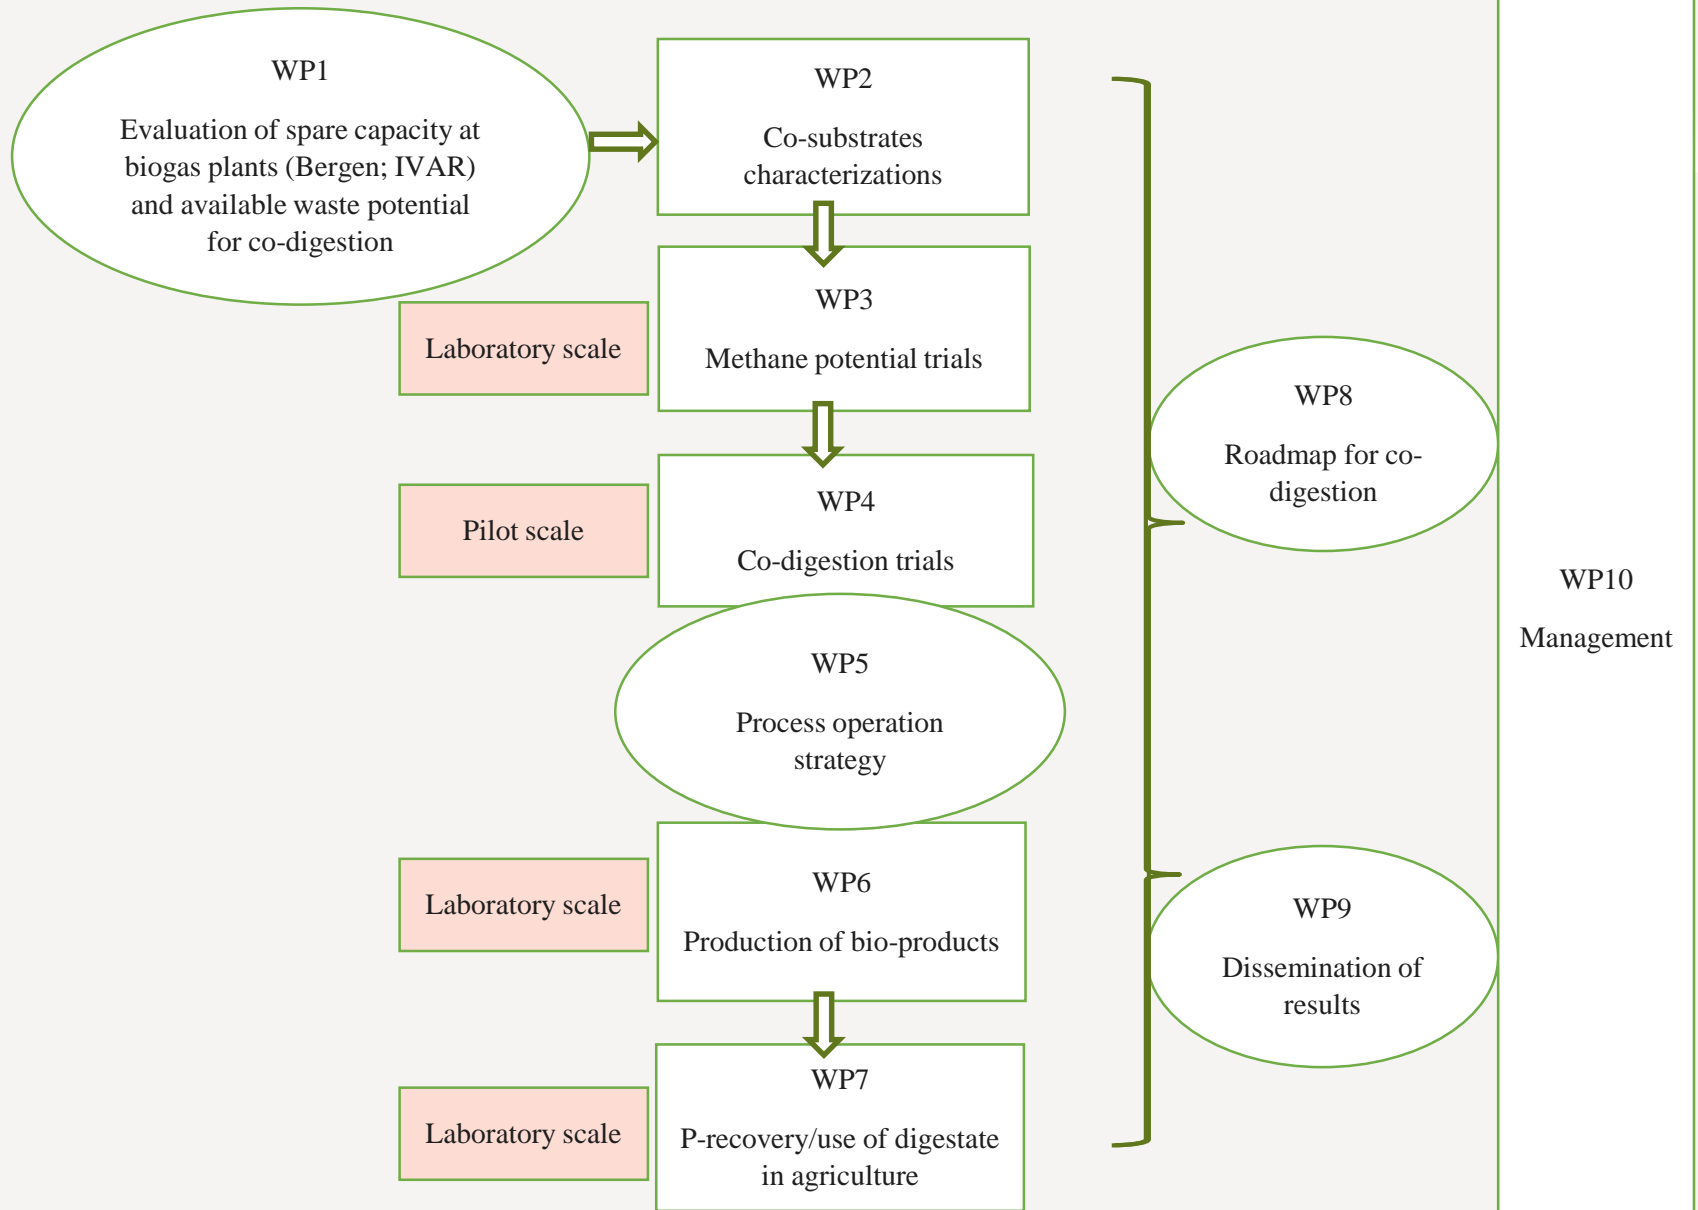 WP1
Evaluation of spare capacity at
biogas plants (Bergen; IVAR)
and available waste potential
for co-digestion
WP2
Co-substrates
characterizations
Laboratory scale
WP3
Methane potential trials
Pilot scale
WP4
Co-digestion trials
WP5
Process operation
strategy
Laboratory scale
WP6
Production of bio-products
Laboratory scale
WP7
P-recovery/use of digestate
in agriculture
WP8
Roadmap for co-
digestion
WP9
Dissemination of
results
WP10
Management